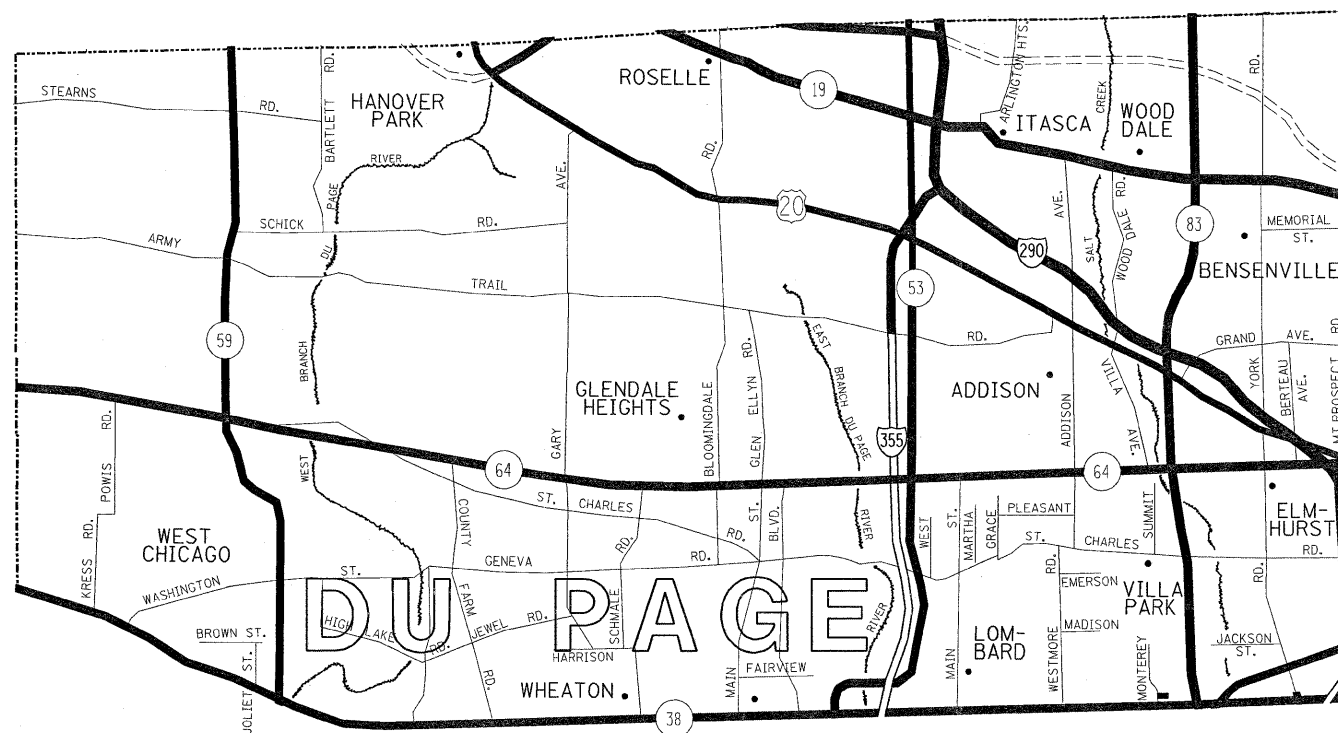 STEARNS
RD.
BARTLETT
RD.
HANOVER
PARK
ROSELLE
19
ARLINGTON HTS.
ITASCA
CREEK
WOOD
DALE
RD.
RIVER
PAGE
DU
AVE.
RD.
20
AVE.
SALT
WOOD DALE RD.
83
MEMORIAL
ST.
BENSENVILLE
SCHICK
RD.
ARMY
TRAIL
RD.
290
53
59
BRANCH
WEST
EAST
BRANCH DU PAGE
RIVER
RD.
GLENDALE
HEIGHTS
ADDISON
ADDISON
VILLA
AVE.
GRAND AVE.
YORK
BERTEAU
AVE.
MT PROSPECT
RD
GARY
BLOOMINGDALE
GLEN ELLYN
RD.
355
64
64
POWIS
RD.
KRESS RD.
WEST
CHICAGO
COUNTY
FARM
RD.
ST. CHARLES
RD.
GENEVA
RD.
RD.
SCHMALE
ST.
BLVD.
WEST
ST.
MARTHA
GRACE
PLEASANT
ST.
CHARLES
RD.
SUMMIT
ELM-
HURST
WASHINGTON
ST.
DU PAGE
HIGH LAKE
RD.
JEWEL RD.
HARRISON
FAIRVIEW
MAIN
RIVER
BROWN ST.
JOLIET ST.
WHEATON
38
MAIN
LOM-
BARD
WESTMORE
RD.
EMERSON
MADISON
MONTEREY
VILLA
PARK
RD.
JACKSON
ST.